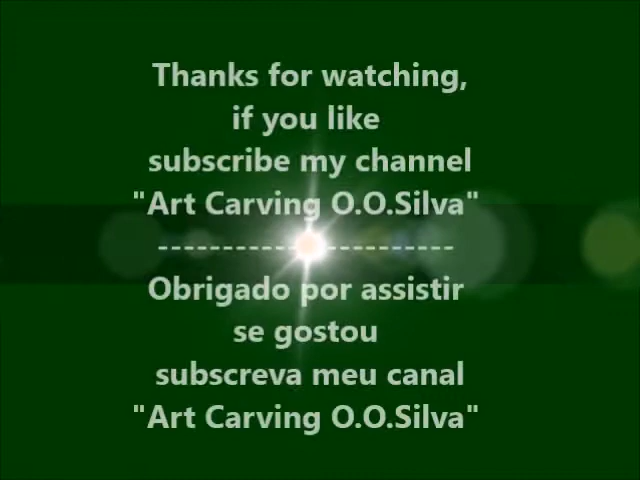 Thanks for watching,
if you like
subscribe my channel
"Art Carving O.O.Silva"
-----------------------
Obrigado por assistir
se gostou
subscreva meu canal
"Art Carving O.O.Silva"